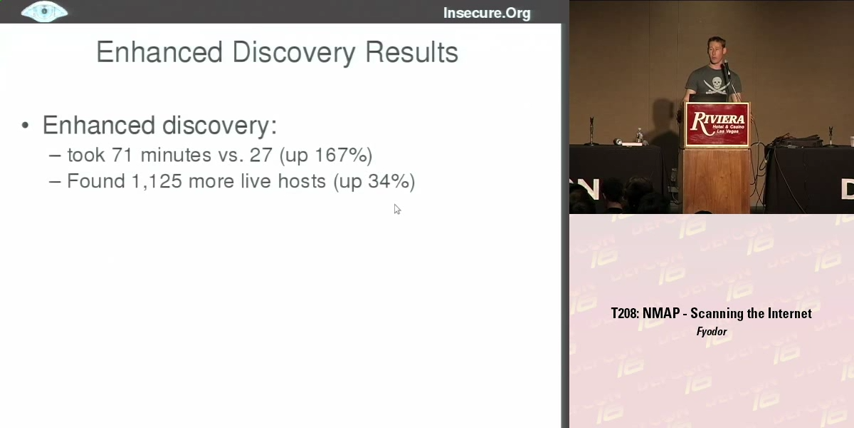 Insecure.Org
Enhanced Discovery Results
• Enhanced discovery:
– took 71 minutes vs. 27 (up 167%)
– Found 1,125 more live hosts (up 34%)
RIVIERA
Hotel & Casino
Las Vegas
N
D
T208: NMAP - Scanning the Internet
Fyodor